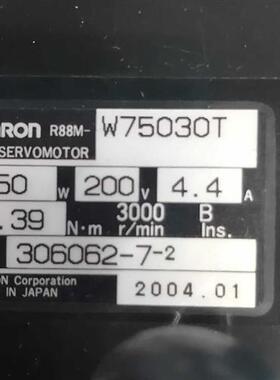 RON R88M- W75030T
SERVOMOTOR
50 W 200 V 4.4 A
.39 N·m 3000 r/min B Ins.
306062-7-2
ON Corporation 2004.01
IN JAPAN